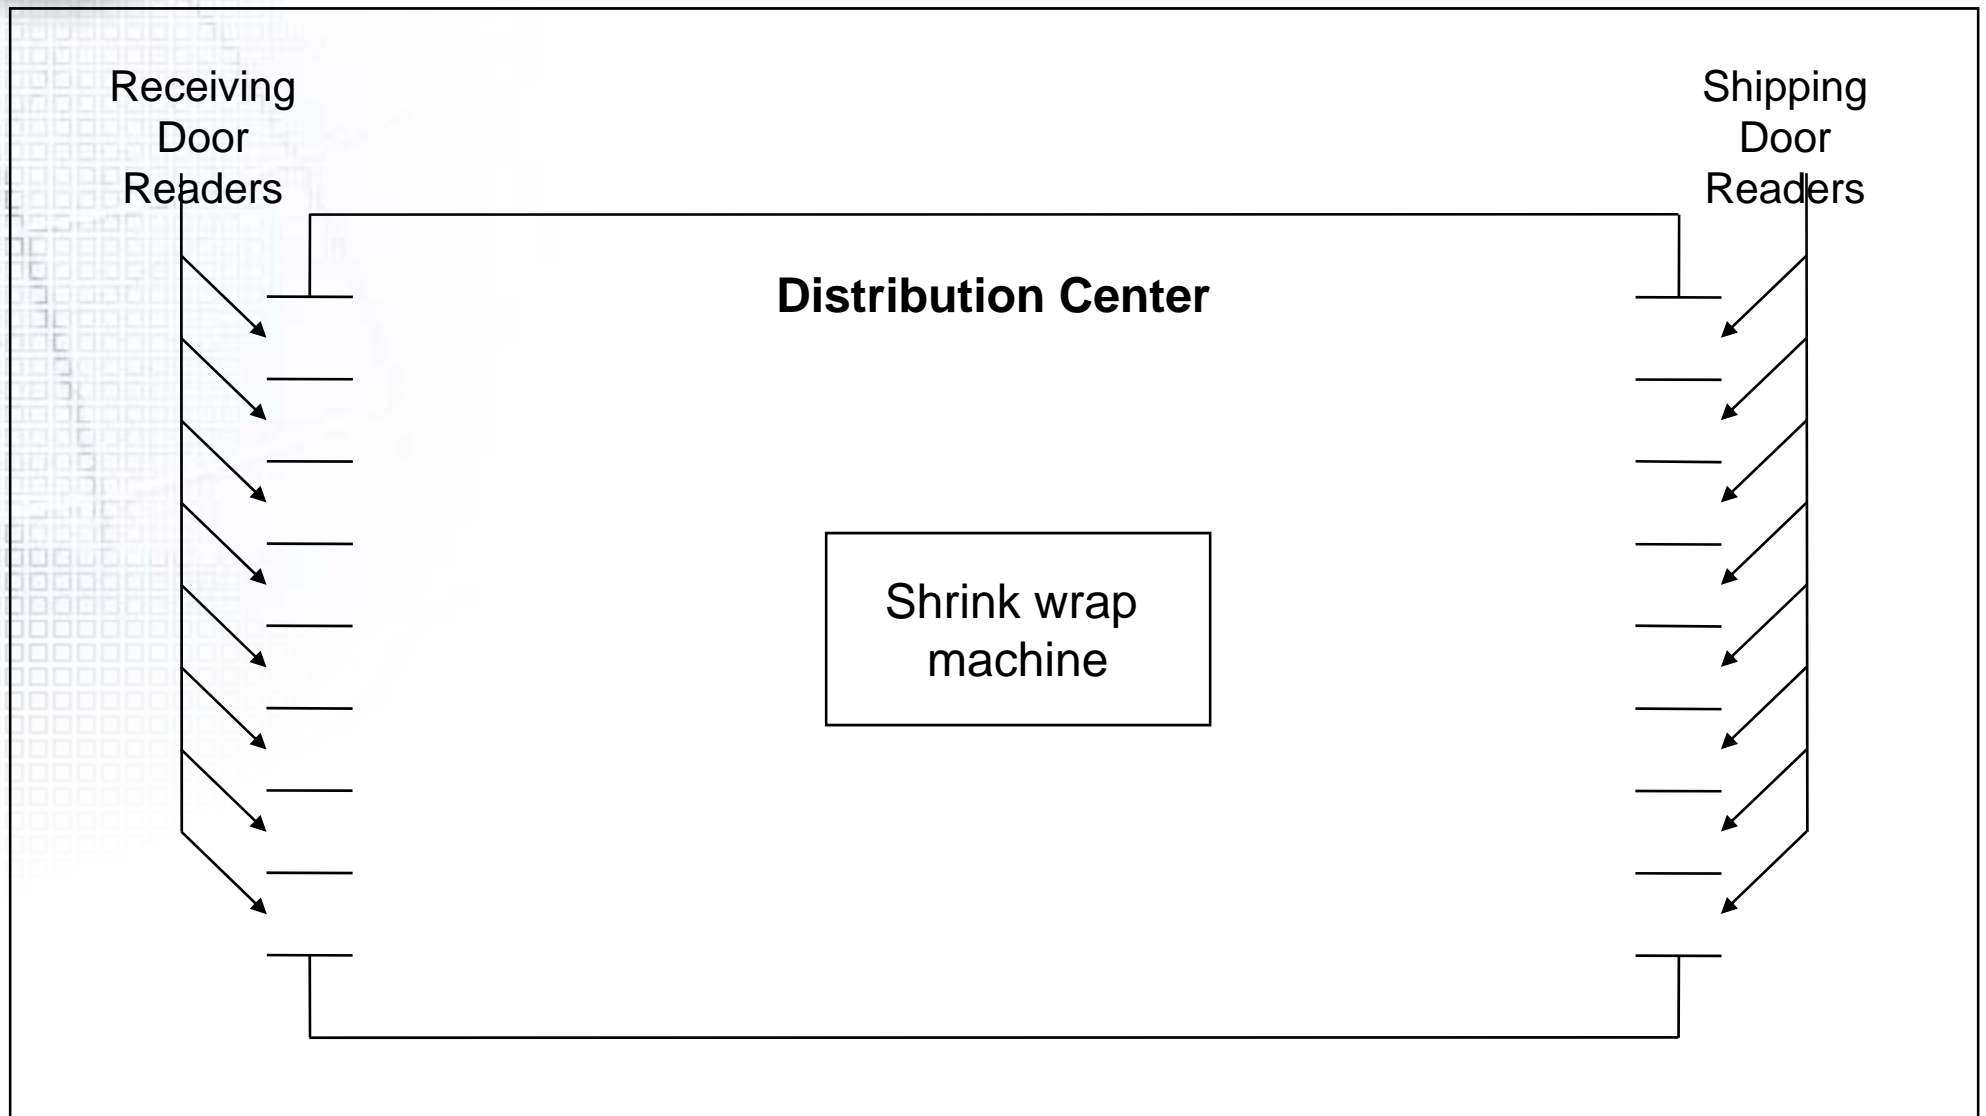 Receiving
Door
Readers
Shipping
Door
Readers
Distribution Center
Shrink wrap
machine